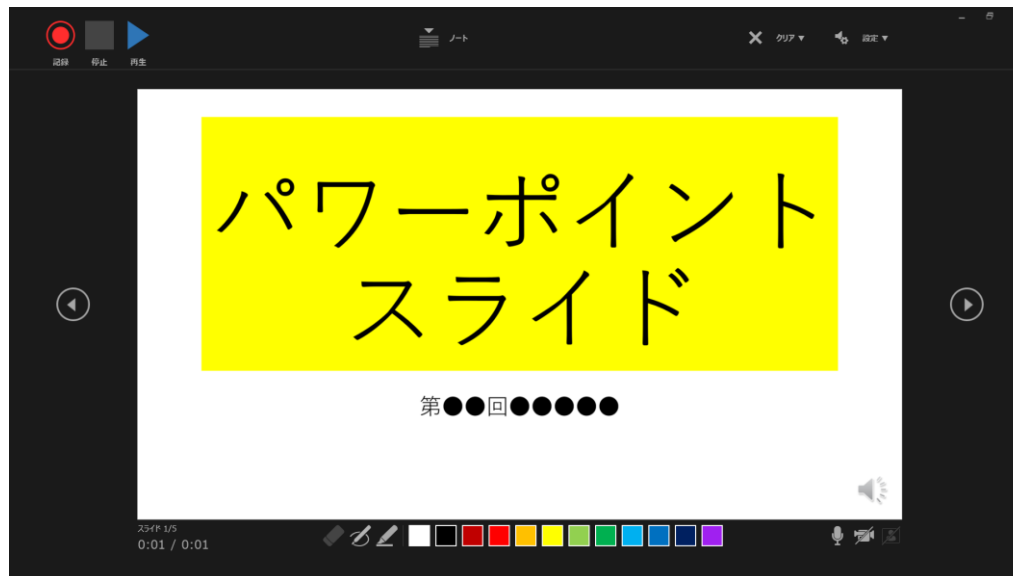 記録 停止 再生
ノート
クリア ▼ 設定 ▼
パワーポイント
スライド
第●●回●●●●●
スライド 1/5
0:01 / 0:01